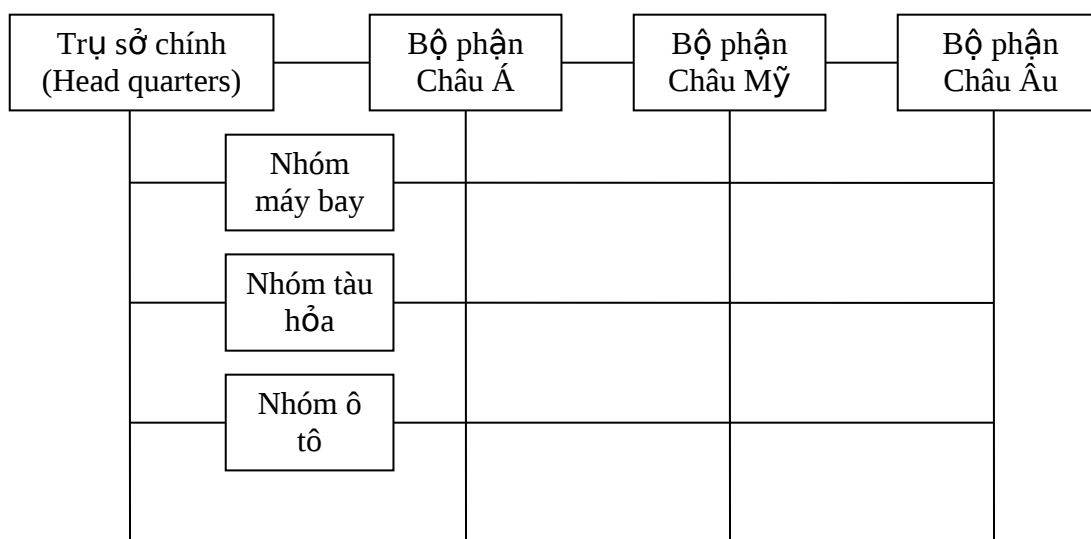 Trụ sở chính
(Head quarters)
Bộ phận
Châu Á
Bộ phận
Châu Mỹ
Bộ phận
Châu Âu
Nhóm
máy bay
Nhóm tàu
hỏa
Nhóm ô
tô